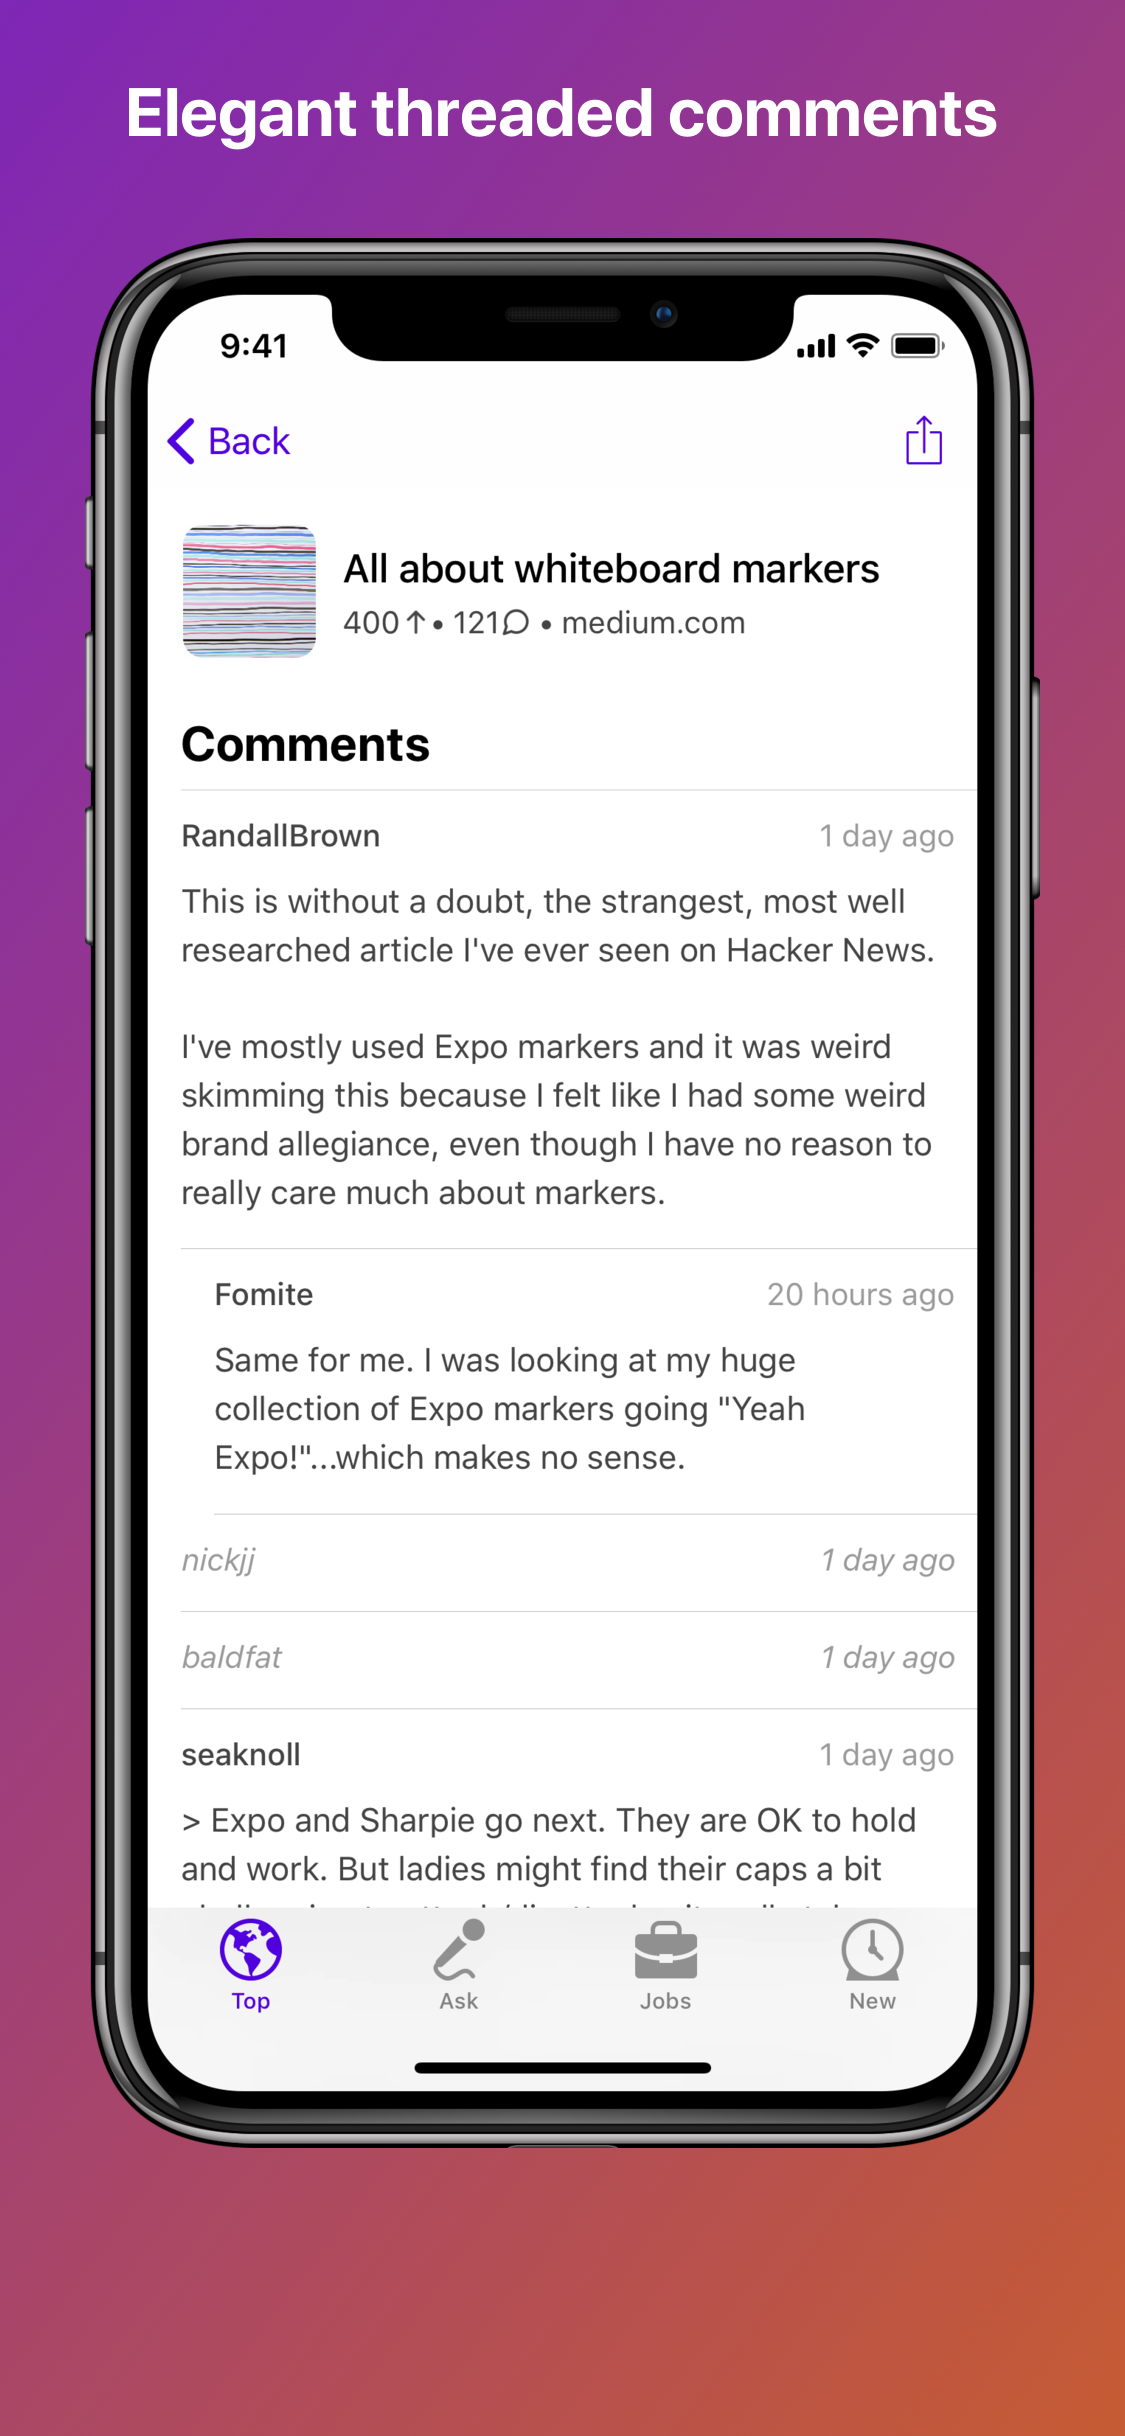 Elegant threaded comments
9:41
Back
All about whiteboard markers
400 ↑ • 121 • medium.com
Comments
RandallBrown 1 day ago
This is without a doubt, the strangest, most well
researched article I've ever seen on Hacker News.
I've mostly used Expo markers and it was weird
skimming this because I felt like I had some weird
brand allegiance, even though I have no reason to
really care much about markers.
Fomite 20 hours ago
Same for me. I was looking at my huge
collection of Expo markers going "Yeah
Expo!"...which makes no sense.
nickjj 1 day ago
baldfat 1 day ago
seaknoll 1 day ago
> Expo and Sharpie go next. They are OK to hold
and work. But ladies might find their caps a bit
Top Ask Jobs New